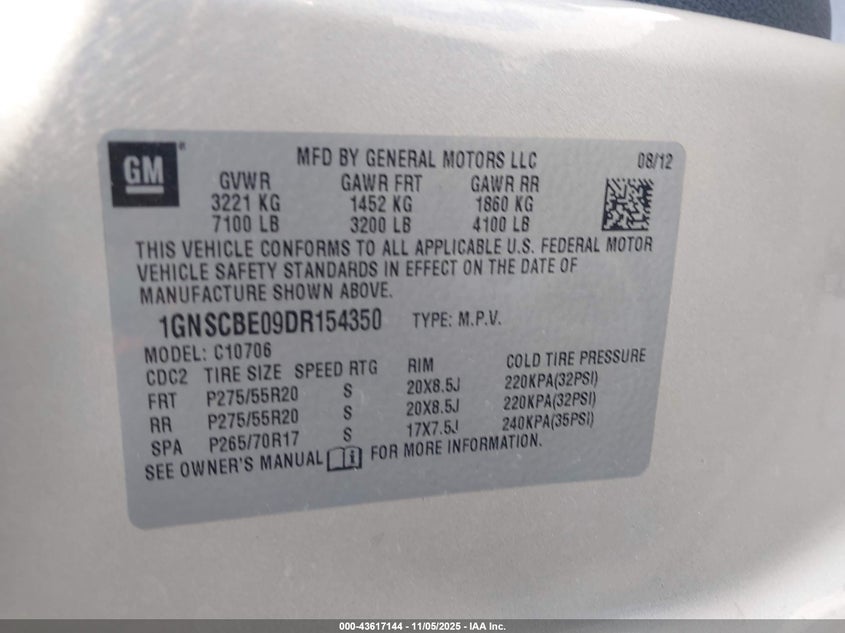 GM
MFD BY GENERAL MOTORS LLC 08/12
GVWR GAWR FRT GAWR RR
3221 KG 1452 KG 1860 KG
7100 LB 3200 LB 4100 LB
THIS VEHICLE CONFORMS TO ALL APPLICABLE U.S. FEDERAL MOTOR
VEHICLE SAFETY STANDARDS IN EFFECT ON THE DATE OF
MANUFACTURE SHOWN ABOVE.
1GNSCBE09DR154350 TYPE: M.P.V.
MODEL: C10706
CDC2 TIRE SIZE SPEED RTG RIM COLD TIRE PRESSURE
FRT P275/55R20 S 20X8.5J 220KPA(32PSI)
RR P275/55R20 S 20X8.5J 220KPA(32PSI)
SPA P265/70R17 S 17X7.5J 240KPA(35PSI)
SEE OWNER'S MANUAL FOR MORE INFORMATION.
000-43617144 - 11/05/2025 - IAA Inc.